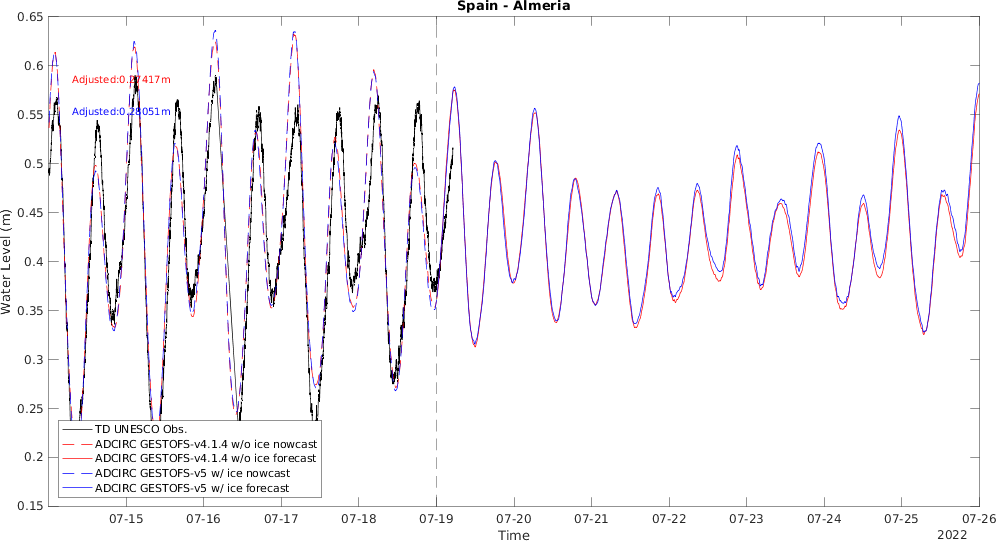 Spain - Almeria
0.65
0.6
0.55
0.5
0.45
0.4
0.35
0.3
0.25
0.2
0.15
Water Level (m)
Adjusted:0.27417m
Adjusted:0.28051m
TD UNESCO Obs.
ADCIRC GESTOFS-v4.1.4 w/o ice nowcast
ADCIRC GESTOFS-v4.1.4 w/o ice forecast
ADCIRC GESTOFS-v5 w/ ice nowcast
ADCIRC GESTOFS-v5 w/ ice forecast
07-15 07-16 07-17 07-18 07-19 07-20 07-21 07-22 07-23 07-24 07-25 07-26
Time
2022